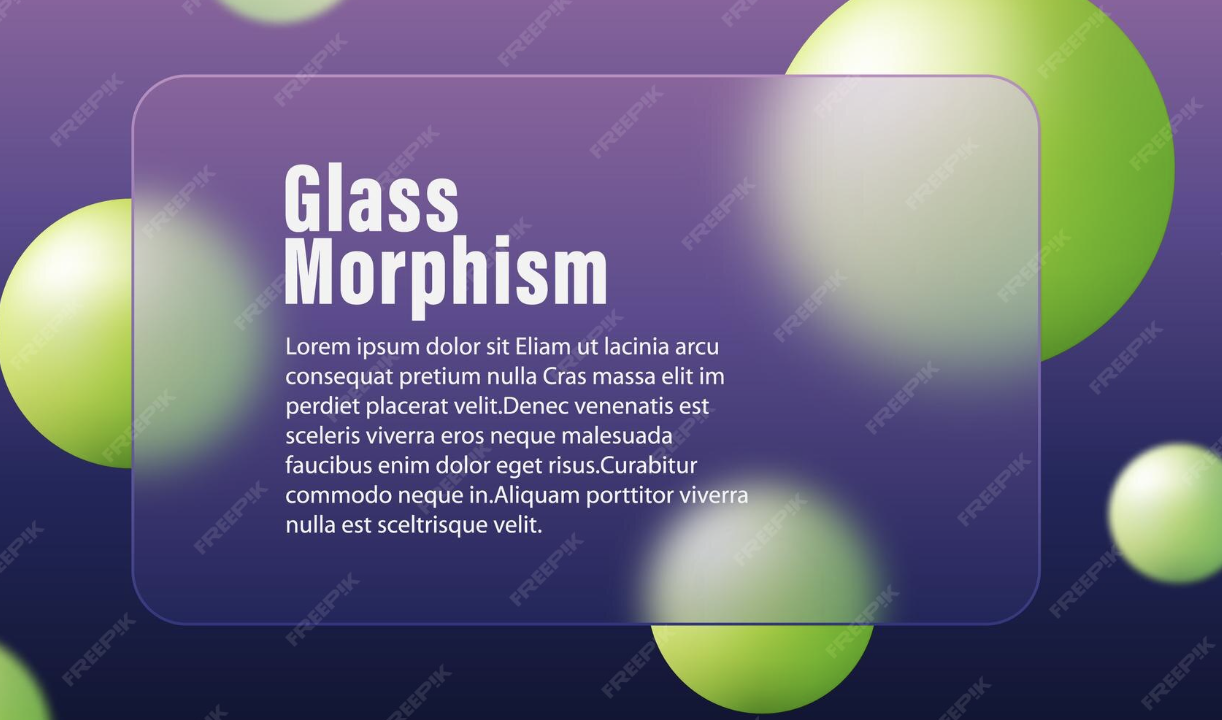 Glass
Morphism
Lorem ipsum dolor sit Eliam ut lacinia arcu
consequat pretium nulla Cras massa elit im
perdiet placerat velit.Denec venenatis est
sceleris viverra eros neque malesuada
faucibus enim dolor eget risus.Curabitur
commodo neque in.Aliquam porttitor viverra
nulla est sceltrisque velit.
FREEPIK